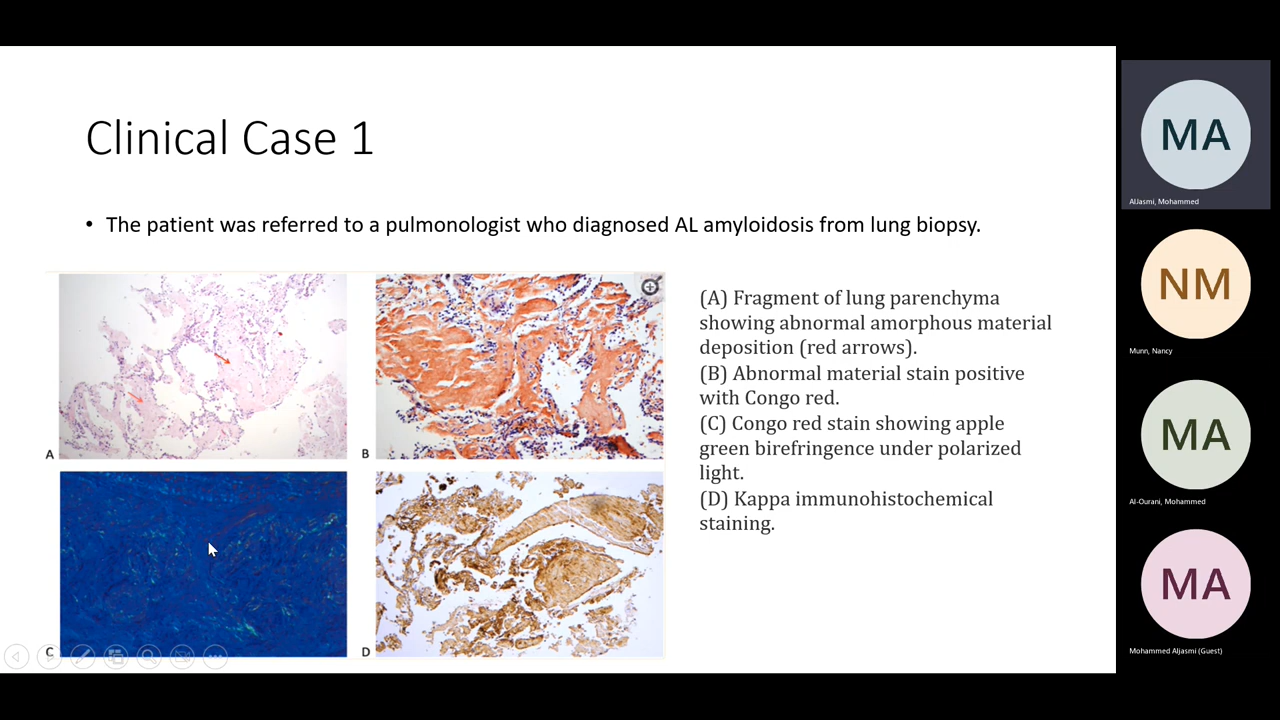 Clinical Case 1
• The patient was referred to a pulmonologist who diagnosed AL amyloidosis from lung biopsy.
A
B
C
D
(A) Fragment of lung parenchyma
showing abnormal amorphous material
deposition (red arrows).
(B) Abnormal material stain positive
with Congo red.
(C) Congo red stain showing apple
green birefringence under polarized
light.
(D) Kappa immunohistochemical
staining.
MA
AlJasmi, Mohammed
NM
Munn, Nancy
MA
Al-Ourani, Mohammed
MA
Mohammed Aljasmi (Guest)